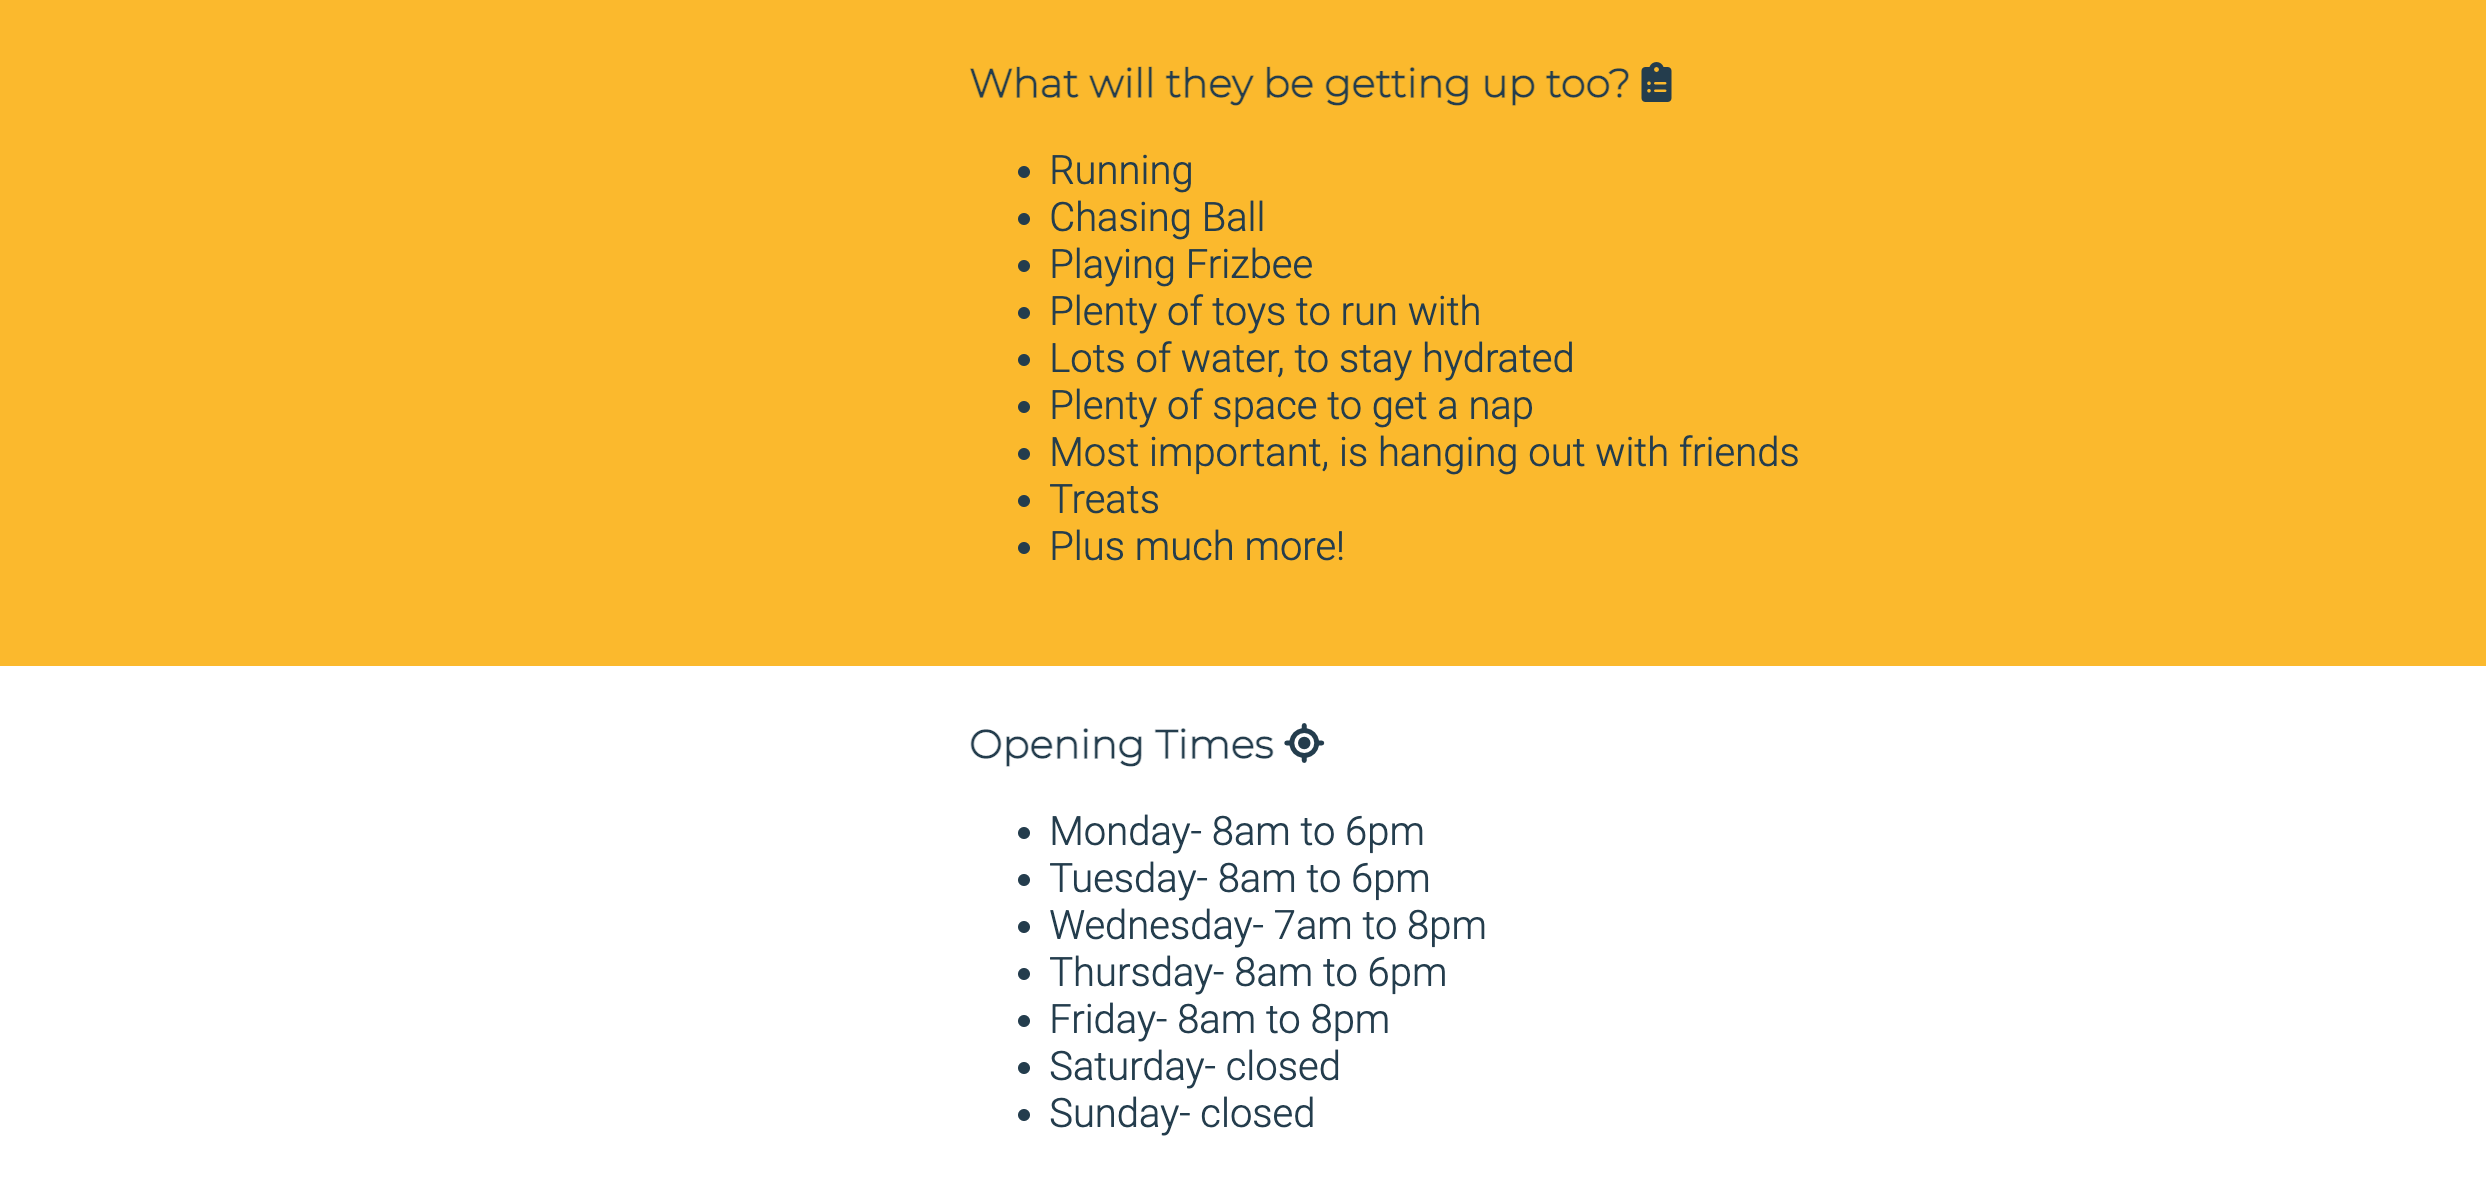 What will they be getting up too?
Running
Chasing Ball
Playing Frizbee
Plenty of toys to run with
Lots of water, to stay hydrated
Plenty of space to get a nap
Most important, is hanging out with friends
Treats
Plus much more!
Opening Times
Monday- 8am to 6pm
Tuesday- 8am to 6pm
Wednesday- 7am to 8pm
Thursday- 8am to 6pm
Friday- 8am to 8pm
Saturday- closed
Sunday- closed